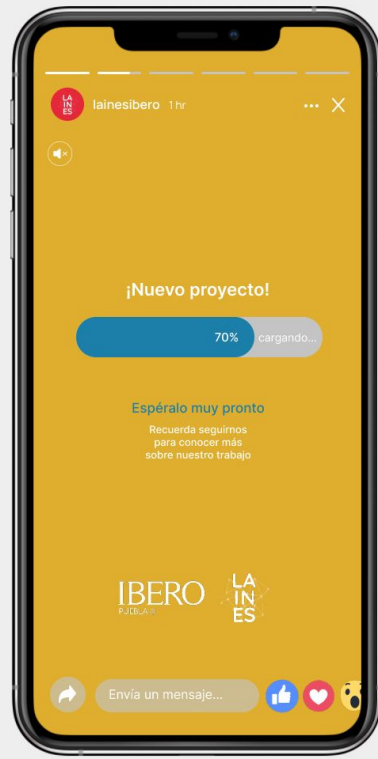 LA
IN
ES
lainesibero 1 hr
¡Nuevo proyecto!
70% cargando...
Espéralo muy pronto
Recuerda seguirnos
para conocer más
sobre nuestro trabajo
IBERO
PUEBLA
LA
IN
ES
Envía un mensaje...